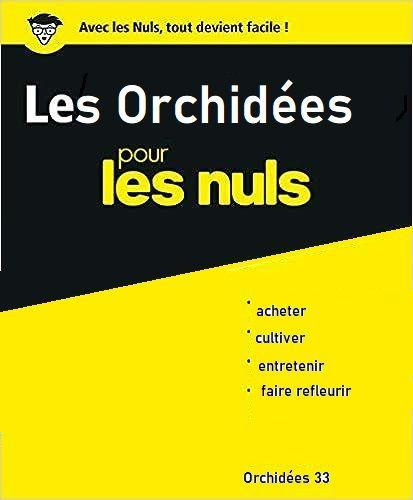 Avec les Nuls, tout devient facile !
Les Orchidées
pour
les nuls
· acheter
· cultiver
· entretenir
· faire refleurir
Orchidées 33